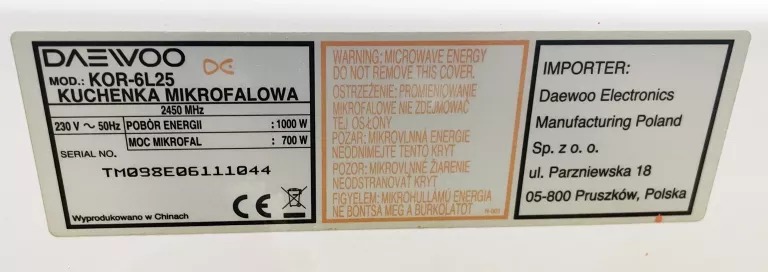 DAEWOO
MOD.: KOR-6L25
KUCHENKA MIKROFALOWA
2450 MHz
230 V ~ 50Hz POBÓR ENERGII : 1000 W
MOC MIKROFAL : 700 W
SERIAL NO.
TM098E06111044
Wyprodukowano w Chinach
CE
WARNING: MICROWAVE ENERGY
DO NOT REMOVE THIS COVER.
OSTRZEŻENIE: PROMIENIOWANIE
MIKROFALOWE NIE ZDEJMOWAĆ
TEJ OSŁONY
POZAR: MIKROVLNNÁ ENERGIE
NEODNIMEJTE TENTO KRYT
POZOR: MIKROVLNNÉ ŽIARENIE
NEODSTRAŇOVAŤ KRYT
FIGYELEM: MIKROHULLÁMÚ ENERGIA
NE BONTSA MEG A BURKOLATOT
IMPORTER:
Daewoo Electronics
Manufacturing Poland
Sp. z o. o.
ul. Parzniewska 18
05-800 Pruszków, Polska